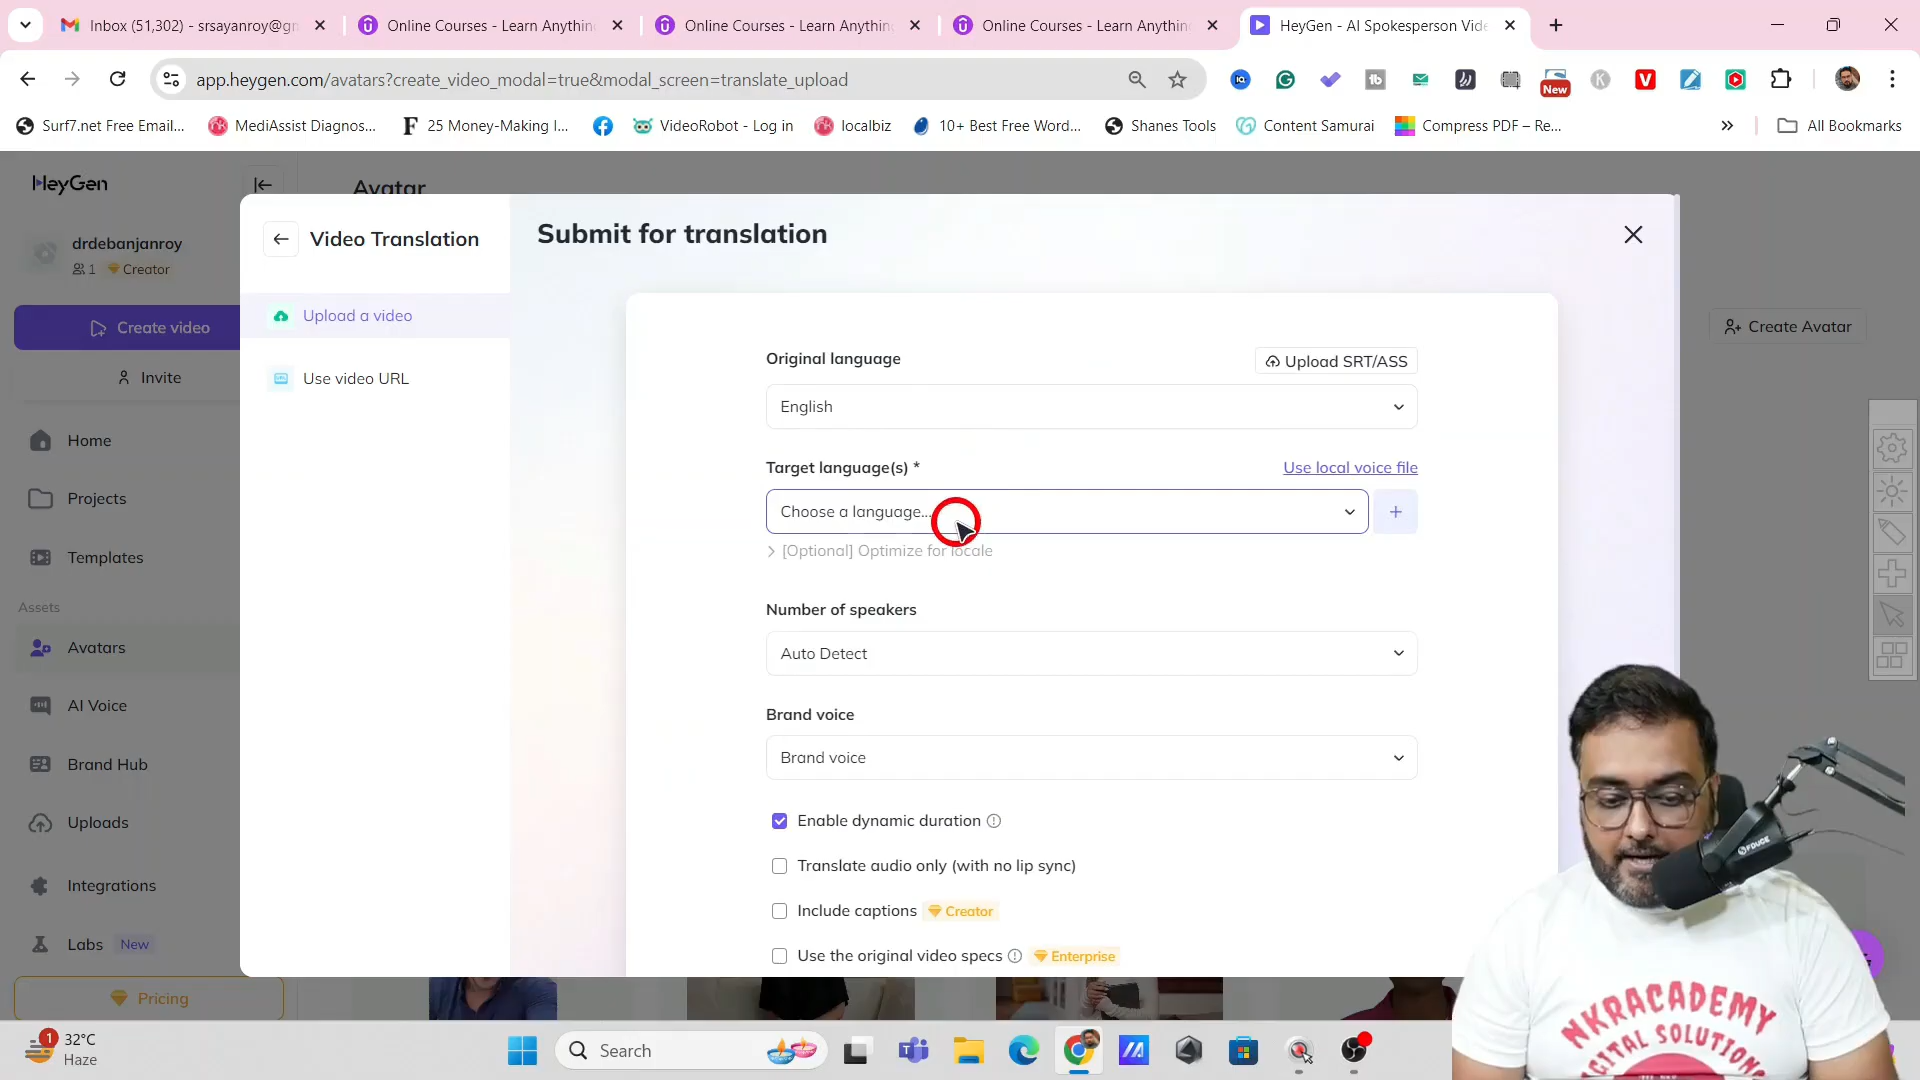 Inbox (51,302) - srsayanroy@gm
Online Courses - Learn Anythin
Online Courses - Learn Anythin
Online Courses - Learn Anythin
HeyGen - AI Spokesperson Vide
app.heygen.com/avatars?create_video_modal=true&modal_screen=translate_upload
New
Surf7.net Free Email...
MediAssist Diagnos...
25 Money-Making I...
VideoRobot - Log in
localbiz
10+ Best Free Word...
Shanes Tools
Content Samurai
Compress PDF – Re...
All Bookmarks
HeyGen
Avatar
drdebanjanroy
1 Creator
Create video
Invite
Home
Projects
Templates
Assets
Avatars
AI Voice
Brand Hub
Uploads
Integrations
Labs New
Pricing
Create Avatar
Video Translation
Upload a video
Use video URL
Submit for translation
Original language
Upload SRT/ASS
English
Target language(s) *
Use local voice file
Choose a language...
[Optional] Optimize for locale
Number of speakers
Auto Detect
Brand voice
Brand voice
Enable dynamic duration
Translate audio only (with no lip sync)
Include captions Creator
Use the original video specs Enterprise
1
32°C
Haze
Search
FDUCE
NKRACADEMY
DIGITAL SOLUTIONS